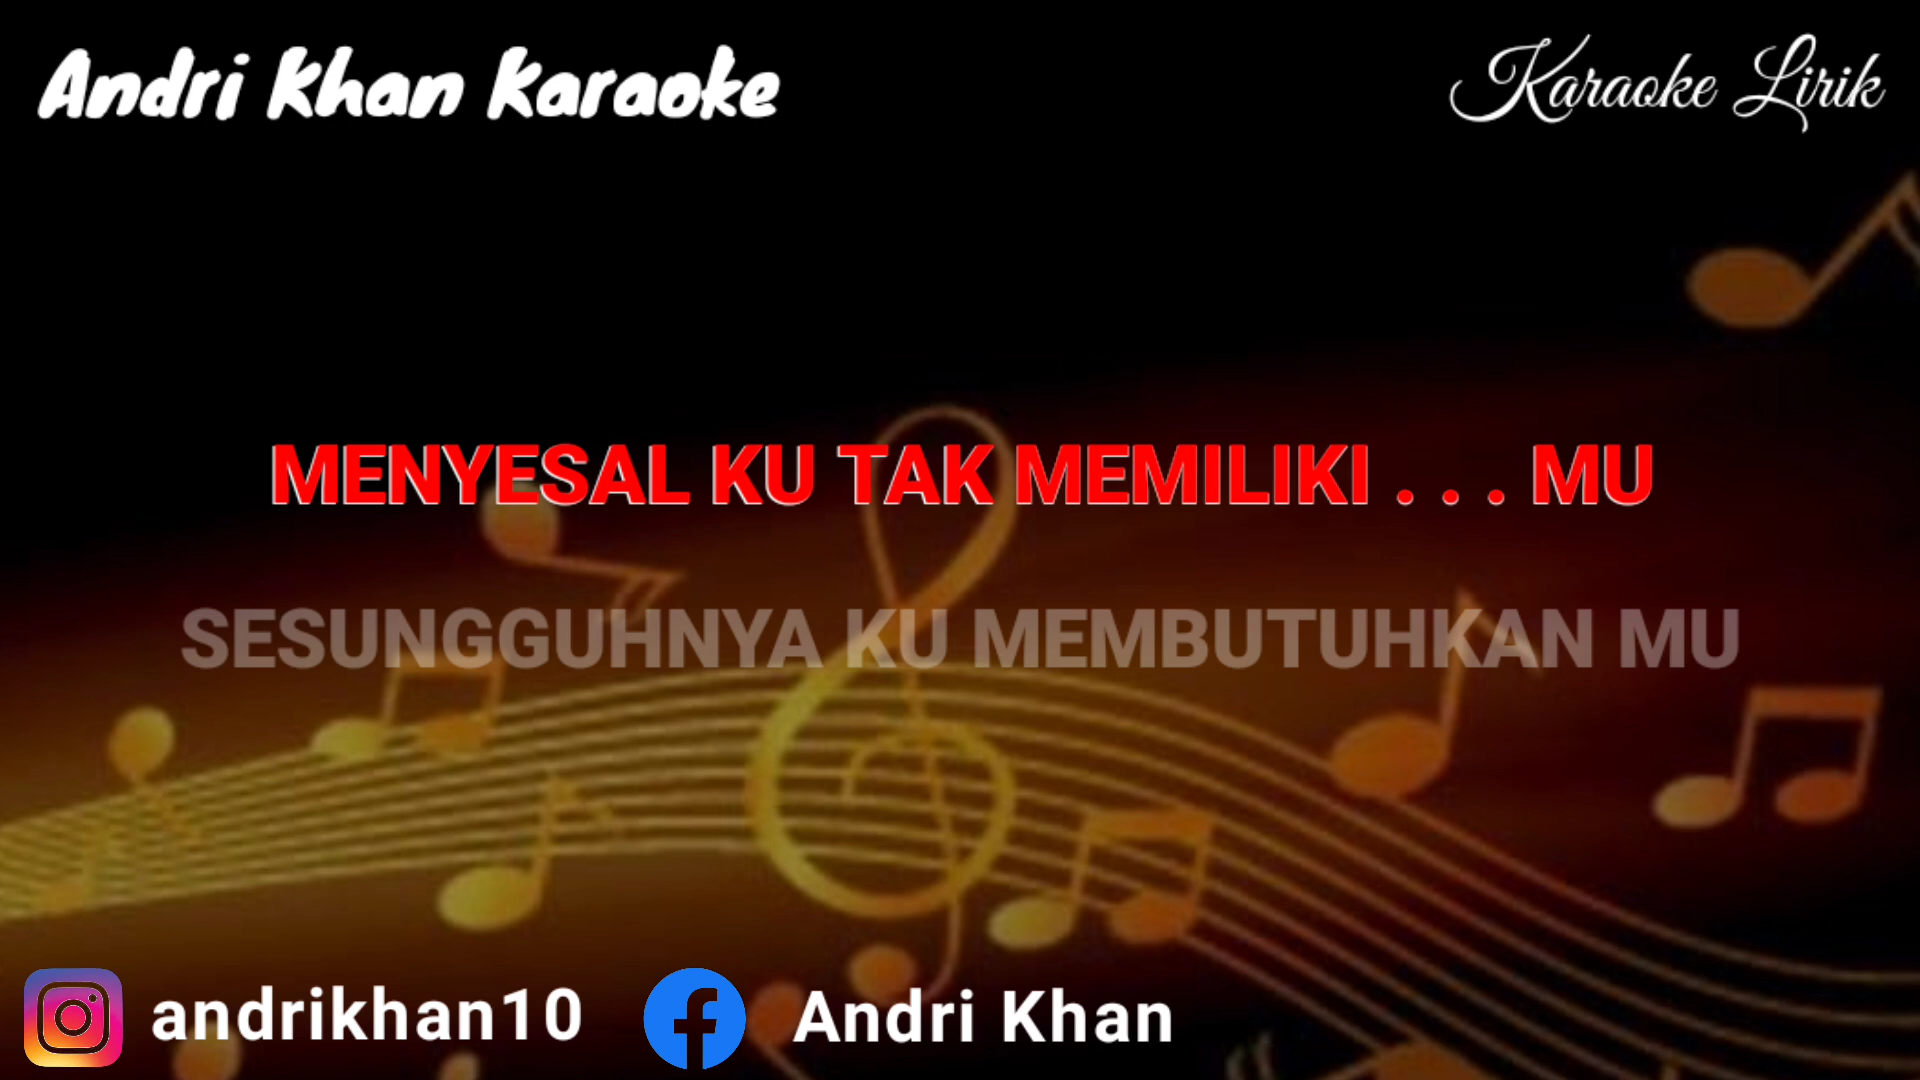 Andri Khan Karaoke
Karaoke Lirik
MENYESAL KU TAK MEMILIKI . . . MU
SESUNGGUHNYA KU MEMBUTUHKAN MU
andrikhan10
Andri Khan